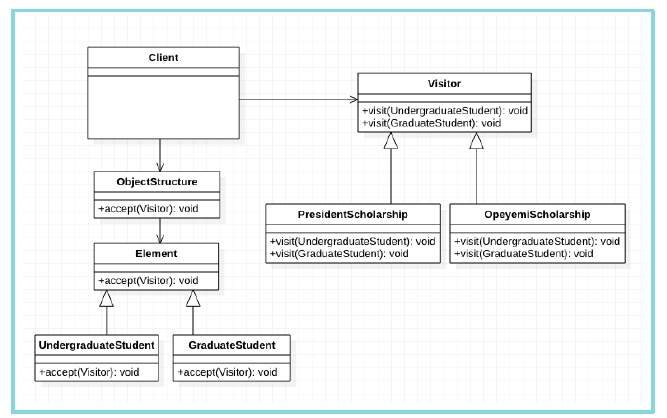 Client
Visitor
+visit(UndergraduateStudent): void
+visit(GraduateStudent): void
ObjectStructure
+accept(Visitor): void
PresidentScholarship
+visit(UndergraduateStudent): void
+visit(GraduateStudent): void
OpeyemiScholarship
+visit(UndergraduateStudent): void
+visit(GraduateStudent): void
Element
+accept(Visitor): void
UndergraduateStudent
+accept(Visitor): void
GraduateStudent
+accept(Visitor): void